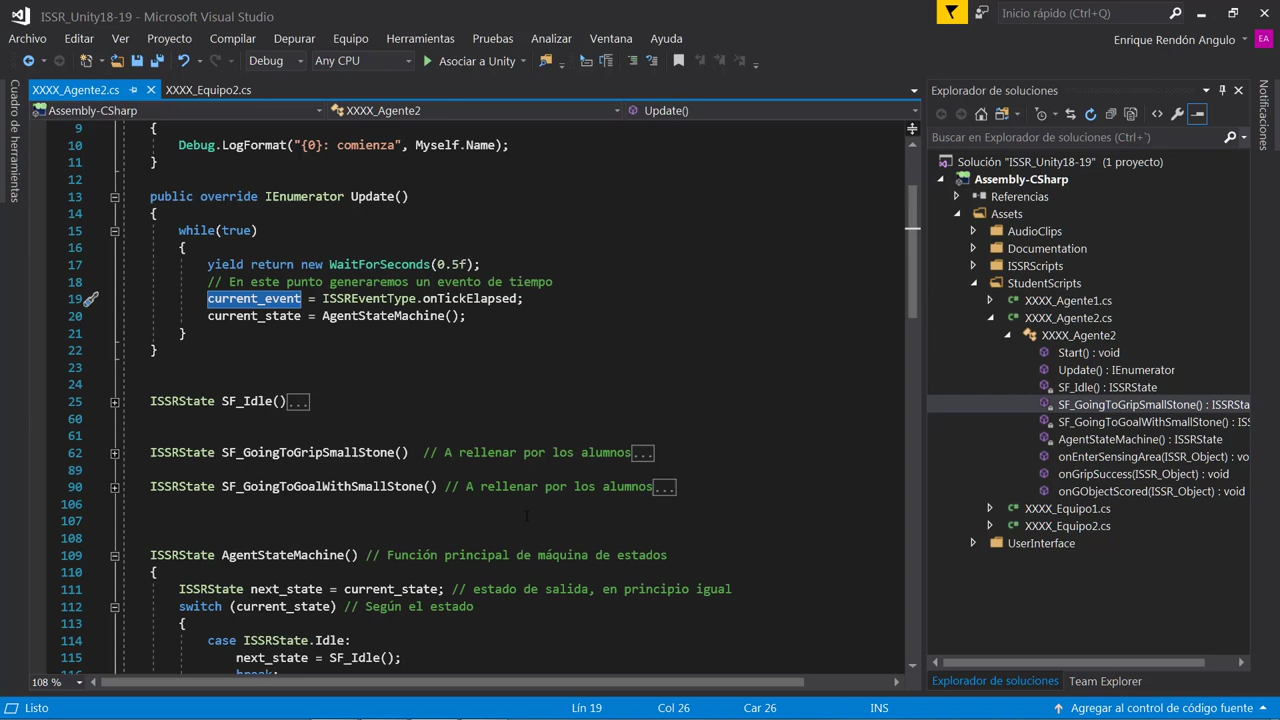 ISSR_Unity18-19 - Microsoft Visual Studio
Inicio rápido (Ctrl+Q)
Archivo Editar Ver Proyecto Compilar Depurar Equipo Herramientas Pruebas Analizar Ventana Ayuda
Enrique Rendón Angulo EA
Debug Any CPU Asociar a Unity
Cuadro de herramientas
XXXX_Agente2.cs XXXX_Equipo2.cs
Assembly-CSharp XXXX_Agente2 Update()
9 {
10 Debug.LogFormat("{0}: comienza", Myself.Name);
11 }
12
13 public override IEnumerator Update()
14 {
15 while(true)
16 {
17 yield return new WaitForSeconds(0.5f);
18 // En este punto generaremos un evento de tiempo
19 current_event = ISSREventType.onTickElapsed;
20 current_state = AgentStateMachine();
21 }
22 }
23
24
25 ISSRState SF_Idle()...
60
61
62 ISSRState SF_GoingToGripSmallStone() // A rellenar por los alumnos...
89
90 ISSRState SF_GoingToGoalWithSmallStone() // A rellenar por los alumnos...
106
107
108
109 ISSRState AgentStateMachine() // Función principal de máquina de estados
110 {
111 ISSRState next_state = current_state; // estado de salida, en principio igual
112 switch (current_state) // Según el estado
113 {
114 case ISSRState.Idle:
115 next_state = SF_Idle();
116 break;
108 %
Explorador de soluciones
Buscar en Explorador de soluciones (Ctrl+`)
Solución "ISSR_Unity18-19" (1 proyecto)
Assembly-CSharp
Referencias
Assets
AudioClips
Documentation
ISSRScripts
StudentScripts
XXXX_Agente1.cs
XXXX_Agente2.cs
XXXX_Agente2
Start() : void
Update() : IEnumerator
SF_Idle() : ISSRState
SF_GoingToGripSmallStone() : ISSRSta
SF_GoingToGoalWithSmallStone() : IS
AgentStateMachine() : ISSRState
onEnterSensingArea(ISSR_Object) : vo
onGripSuccess(ISSR_Object) : void
onGObjectScored(ISSR_Object) : void
XXXX_Equipo1.cs
XXXX_Equipo2.cs
UserInterface
Explorador de soluciones Team Explorer
Notificaciones
Listo Lín 19 Col 26 Car 26 INS Agregar al control de código fuente